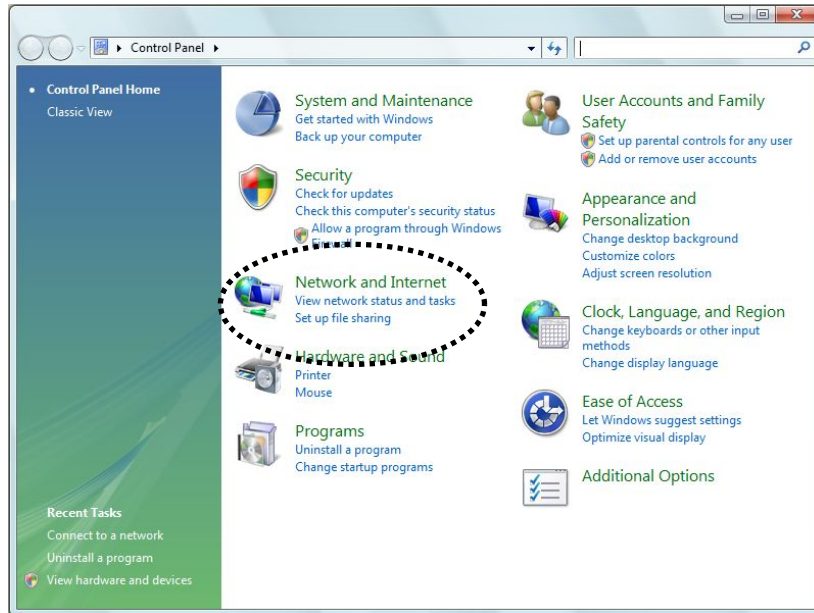 Control Panel
Control Panel Home
Classic View
System and Maintenance
Get started with Windows
Back up your computer
Security
Check for updates
Check this computer's security status
Allow a program through Windows
Firewall
Network and Internet
View network status and tasks
Set up file sharing
Hardware and Sound
Printer
Mouse
Programs
Uninstall a program
Change startup programs
User Accounts and Family
Safety
Set up parental controls for any user
Add or remove user accounts
Appearance and
Personalization
Change desktop background
Customize colors
Adjust screen resolution
Clock, Language, and Region
Change keyboards or other input
methods
Change display language
Ease of Access
Let Windows suggest settings
Optimize visual display
Additional Options
Recent Tasks
Connect to a network
Uninstall a program
View hardware and devices